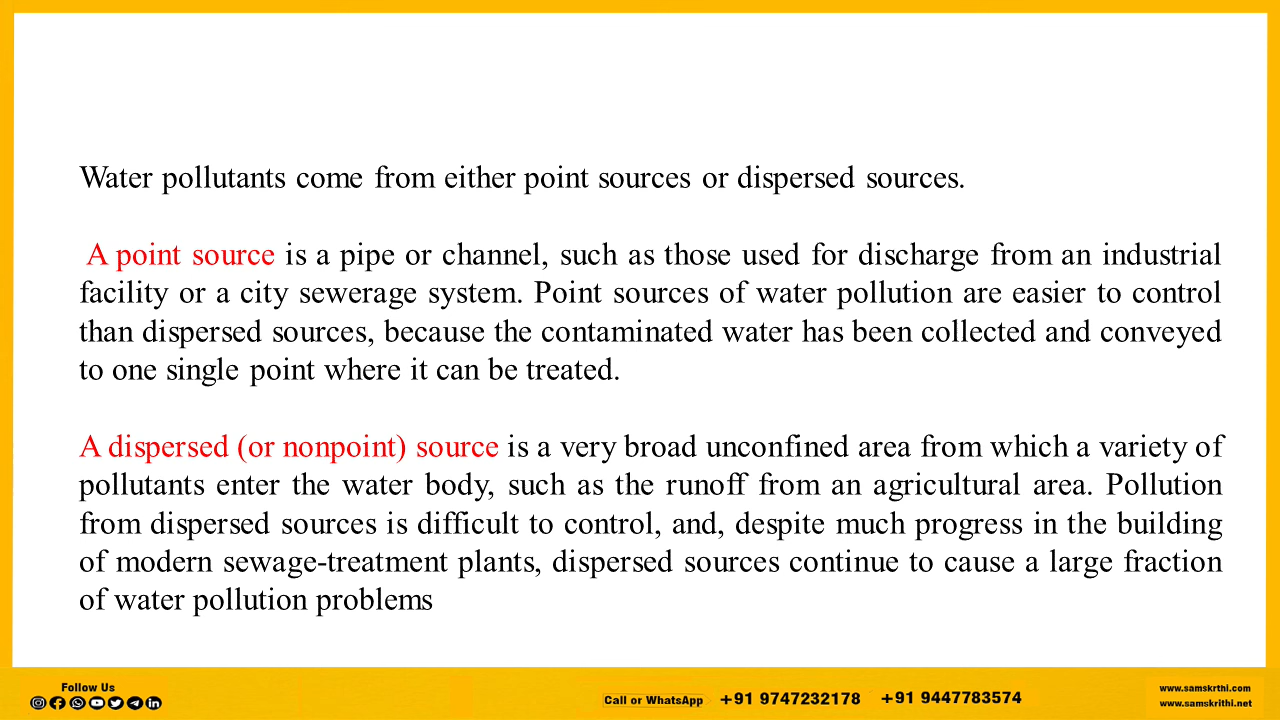 Water pollutants come from either point sources or dispersed sources.
A point source is a pipe or channel, such as those used for discharge from an industrial
facility or a city sewerage system. Point sources of water pollution are easier to control
than dispersed sources, because the contaminated water has been collected and conveyed
to one single point where it can be treated.
A dispersed (or nonpoint) source is a very broad unconfined area from which a variety of
pollutants enter the water body, such as the runoff from an agricultural area. Pollution
from dispersed sources is difficult to control, and, despite much progress in the building
of modern sewage-treatment plants, dispersed sources continue to cause a large fraction
of water pollution problems
Follow Us
Call or WhatsApp +91 9747232178 +91 9447783574
www.samskrthi.com
www.samskrithi.net